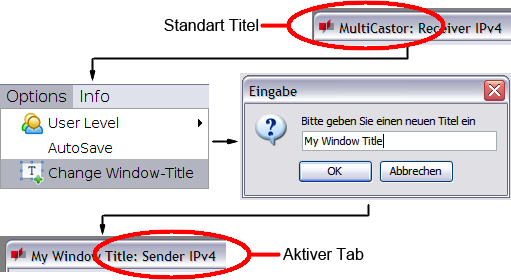 Standart Titel
MultiCastor: Receiver IPv4
Options Info
User Level
AutoSave
T Change Window-Title
Eingabe
Bitte geben Sie einen neuen Titel ein
My Window Title
OK Abbrechen
My Window Title: Sender IPv4
Aktiver Tab